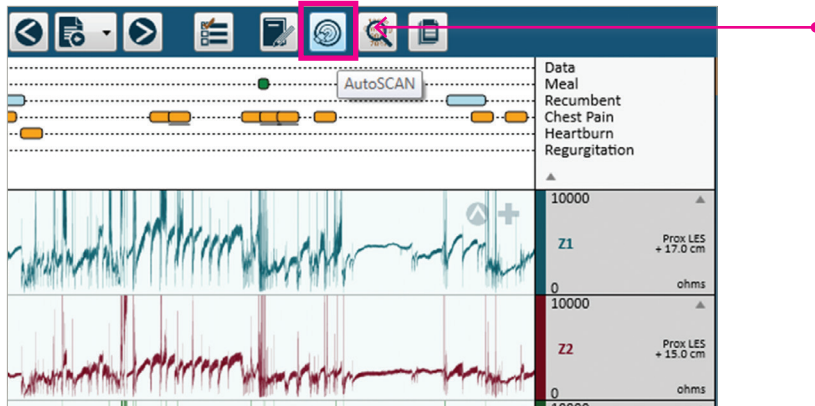 AutoSCAN
Data
Meal
Recumbent
Chest Pain
Heartburn
Regurgitation
10000
Z1
Prox LES
+ 17.0 cm
0
ohms
10000
Z2
Prox LES
+ 15.0 cm
0
ohms
10000